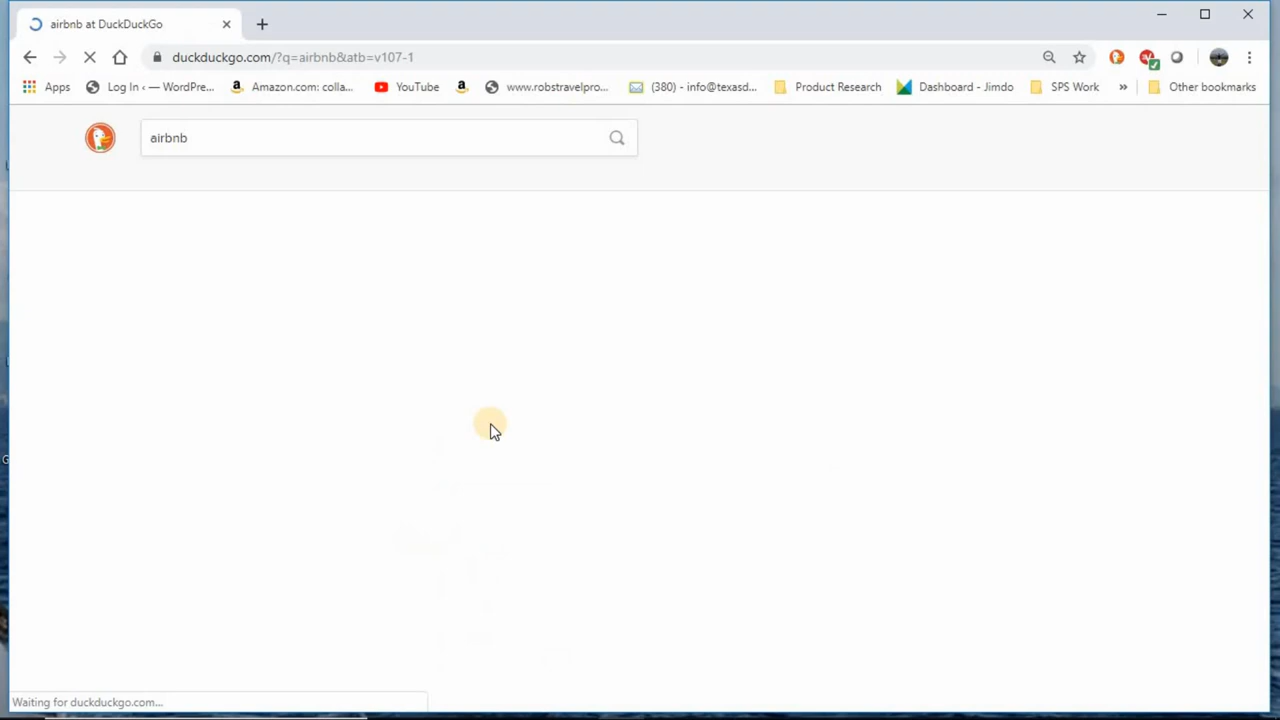 airbnb at DuckDuckGo
duckduckgo.com/?q=airbnb&atb=v107-1
Apps Log In ‹ — WordPre... Amazon.com: colla... YouTube www.robstravelpro... (380) - info@texasd... Product Research Dashboard - Jimdo SPS Work » Other bookmarks
airbnb
Waiting for duckduckgo.com...